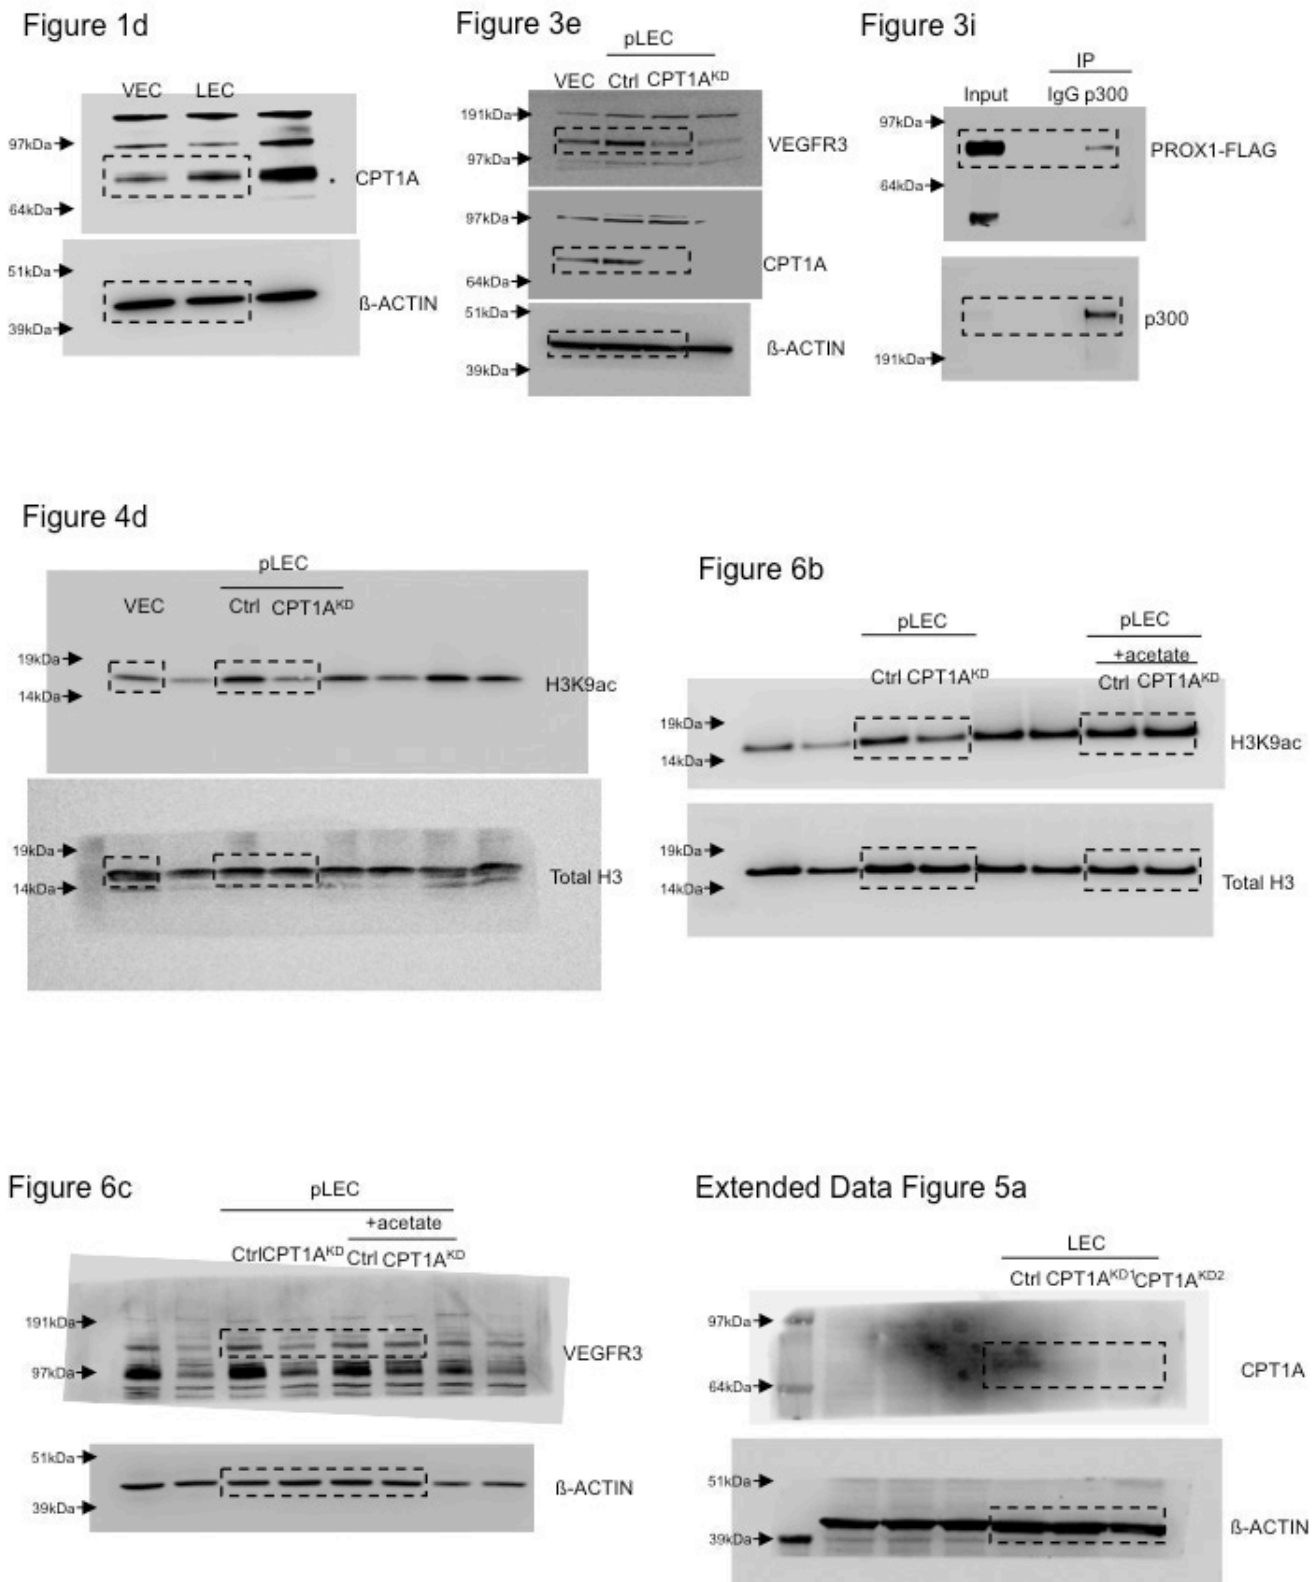 Figure 1d
VEC LEC
97kDa
CPT1A
64kDa
51kDa
ß-ACTIN
39kDa
Figure 3e
pLEC
VEC Ctrl CPT1AKD
191kDa
VEGFR3
97kDa
97kDa
CPT1A
64kDa
51kDa
ß-ACTIN
39kDa
Figure 3i
IP
Input IgG p300
97kDa
PROX1-FLAG
64kDa
p300
191kDa
Figure 4d
pLEC
VEC Ctrl CPT1AKD
19kDa
H3K9ac
14kDa
19kDa
Total H3
14kDa
Figure 6b
pLEC pLEC
+acetate
Ctrl CPT1AKD Ctrl CPT1AKD
19kDa
H3K9ac
14kDa
19kDa
Total H3
14kDa
Figure 6c
pLEC
+acetate
CtrlCPT1AKD Ctrl CPT1AKD
191kDa
VEGFR3
97kDa
51kDa
ß-ACTIN
39kDa
Extended Data Figure 5a
LEC
Ctrl CPT1AKD1 CPT1AKD2
97kDa
CPT1A
64kDa
51kDa
ß-ACTIN
39kDa